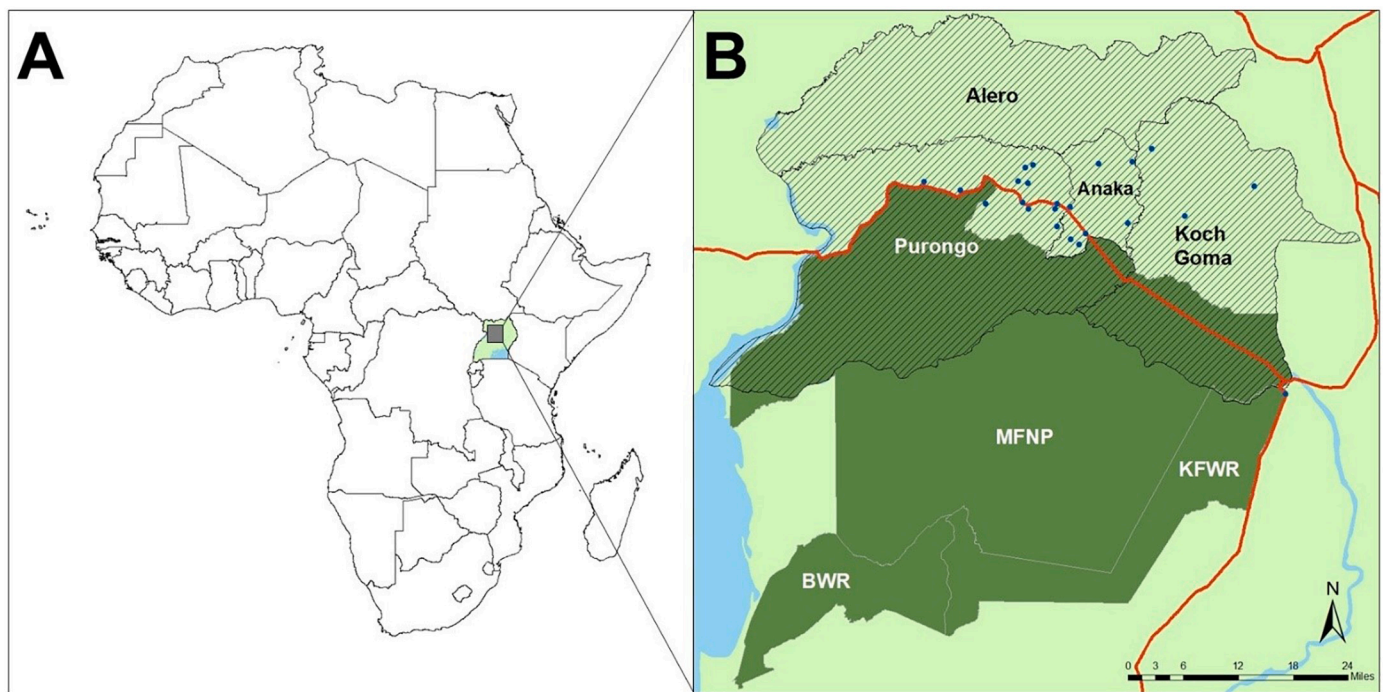 A
B
Alero
Anaka
Purongo
Koch
Goma
MFNP
KFWR
BWR
N
0 3 6 12 18 24
Miles